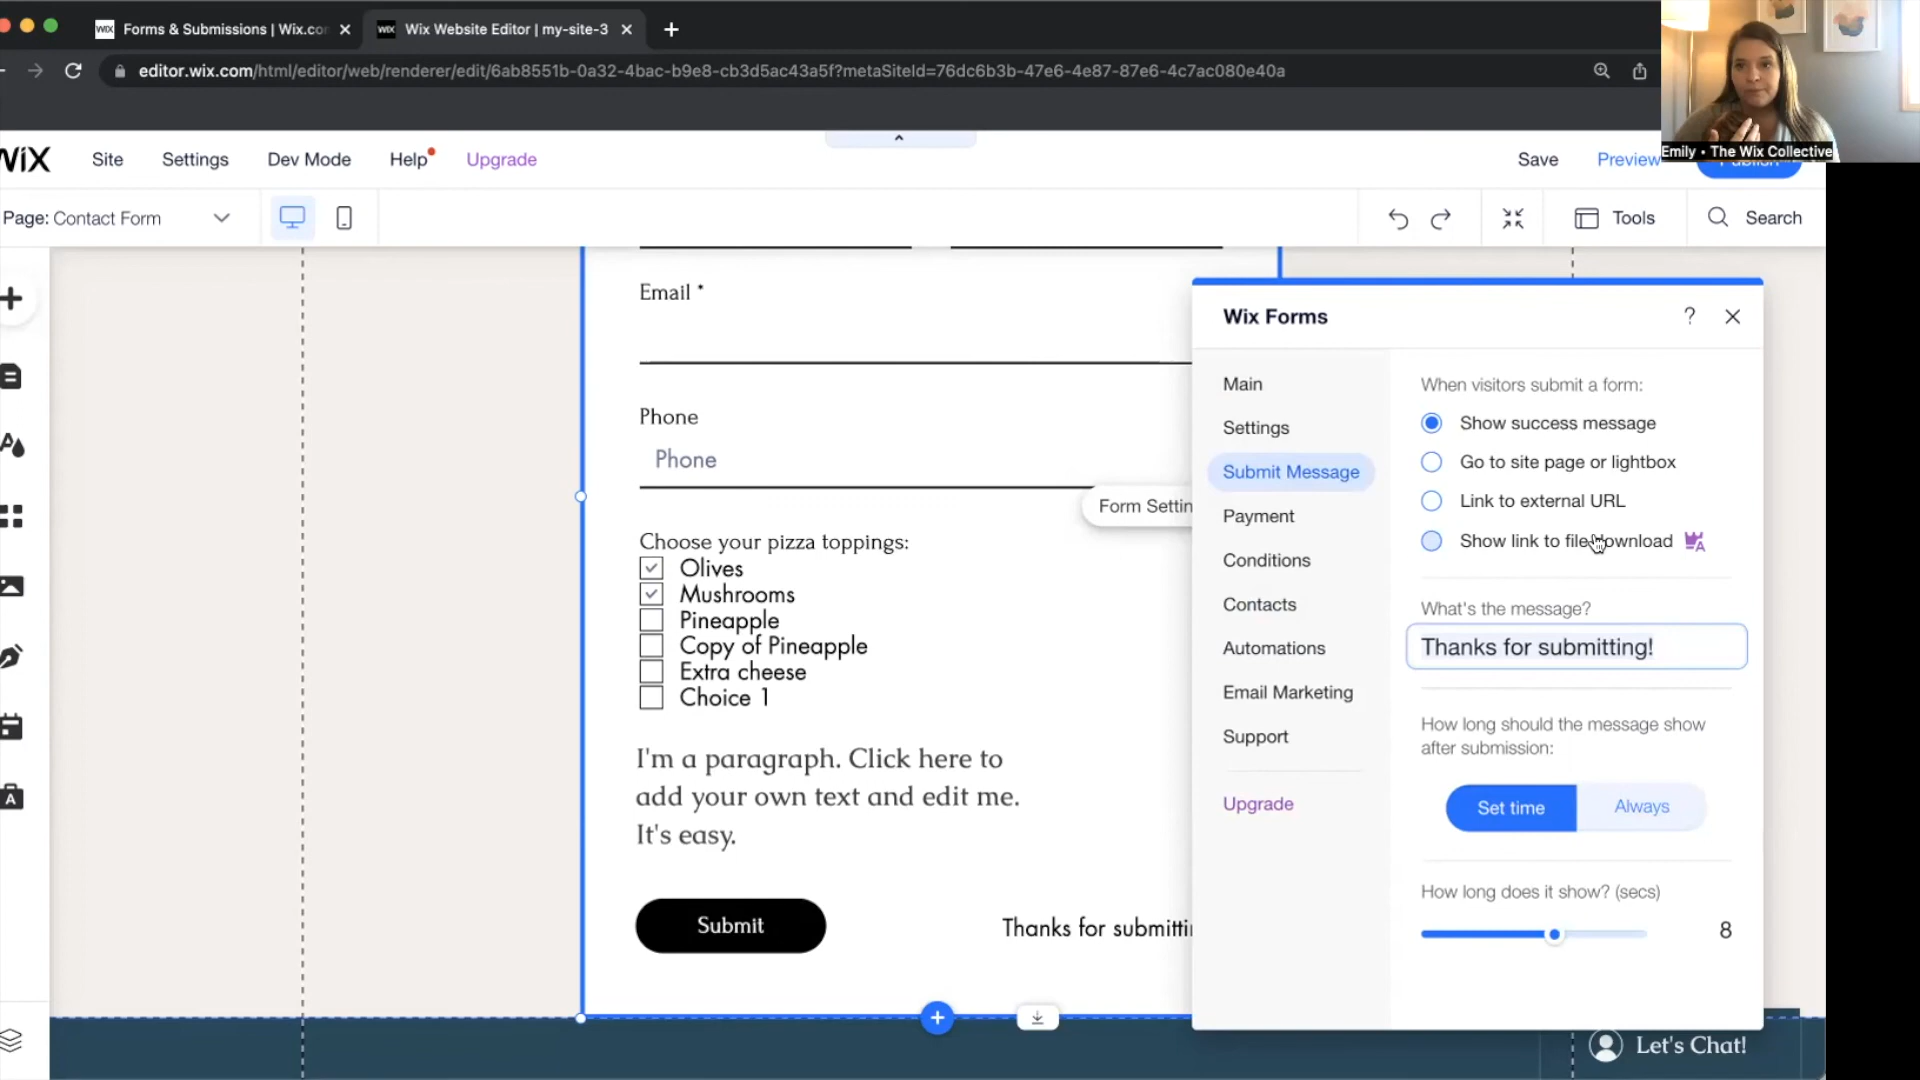 WiX Forms & Submissions | Wix.co
WiX Wix Website Editor | my-site-3
editor.wix.com/html/editor/web/renderer/edit/6ab8551b-0a32-4bac-b9e8-cb3d5ac43a5f?metaSiteId=76dc6b3b-47e6-4e87-87e6-4c7ac080e40a
Emily • The Wix Collective
WiX Site Settings Dev Mode Help Upgrade Save Preview Publish
Page: Contact Form Tools Search
Email *
Phone
Phone
Form Settin
Choose your pizza toppings:
Olives
Mushrooms
Pineapple
Copy of Pineapple
Extra cheese
Choice 1
I'm a paragraph. Click here to
add your own text and edit me.
It's easy.
Submit Thanks for submitti
Wix Forms ?
Main
Settings
Submit Message
Payment
Conditions
Contacts
Automations
Email Marketing
Support
Upgrade
When visitors submit a form:
Show success message
Go to site page or lightbox
Link to external URL
Show link to file download
What's the message?
Thanks for submitting!
How long should the message show
after submission:
Set time Always
How long does it show? (secs)
8
Let's Chat!